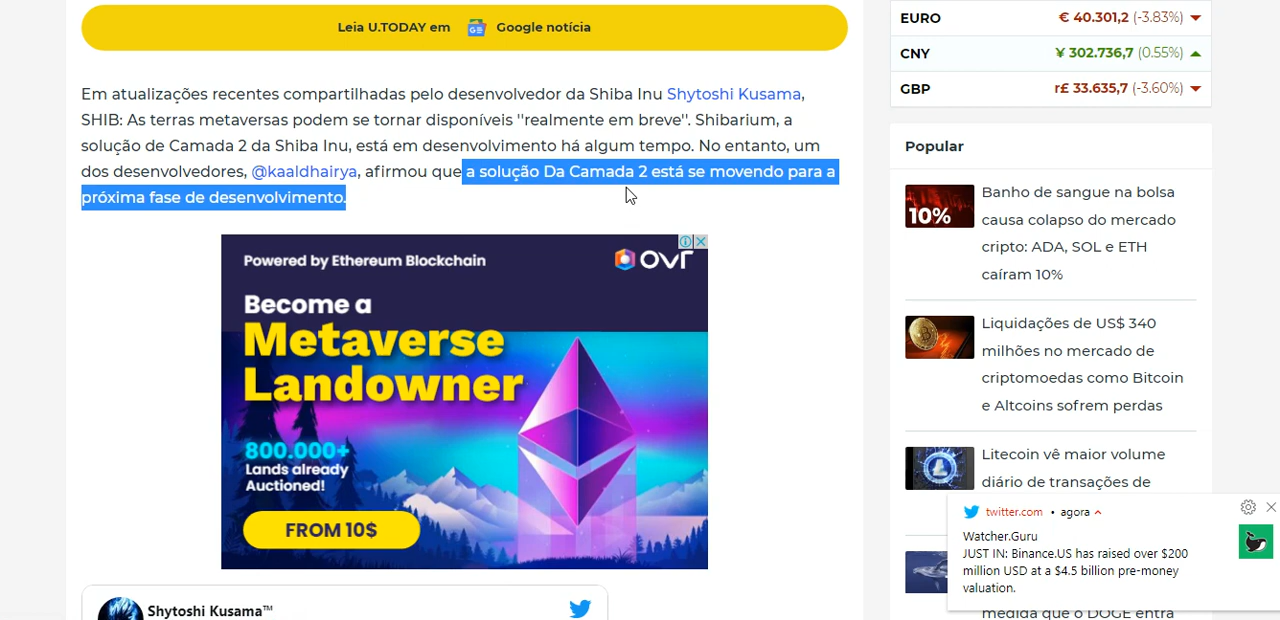 Leia U.TODAY em Google notícia
Em atualizações recentes compartilhadas pelo desenvolvedor da Shiba Inu Shytoshi Kusama,
SHIB: As terras metaversas podem se tornar disponíveis ''realmente em breve''. Shibarium, a
solução de Camada 2 da Shiba Inu, está em desenvolvimento há algum tempo. No entanto, um
dos desenvolvedores, @kaaldhairya, afirmou que a solução Da Camada 2 está se movendo para a
próxima fase de desenvolvimento.
Powered by Ethereum Blockchain
OVR
Become a
Metaverse
Landowner
800.000+
Lands already
Auctioned!
FROM 10$
Shytoshi Kusama™
EURO € 40.301,2 (-3.83%)
CNY ¥ 302.736,7 (0.55%)
GBP r£ 33.635,7 (-3.60%)
Popular
10%
Banho de sangue na bolsa
causa colapso do mercado
cripto: ADA, SOL e ETH
caíram 10%
Liquidações de US$ 340
milhões no mercado de
criptomoedas como Bitcoin
e Altcoins sofrem perdas
Litecoin vê maior volume
diário de transações de
twitter.com • agora
Watcher.Guru
JUST IN: Binance.US has raised over $200
million USD at a $4.5 billion pre-money
valuation.
medida que o DOGE entra